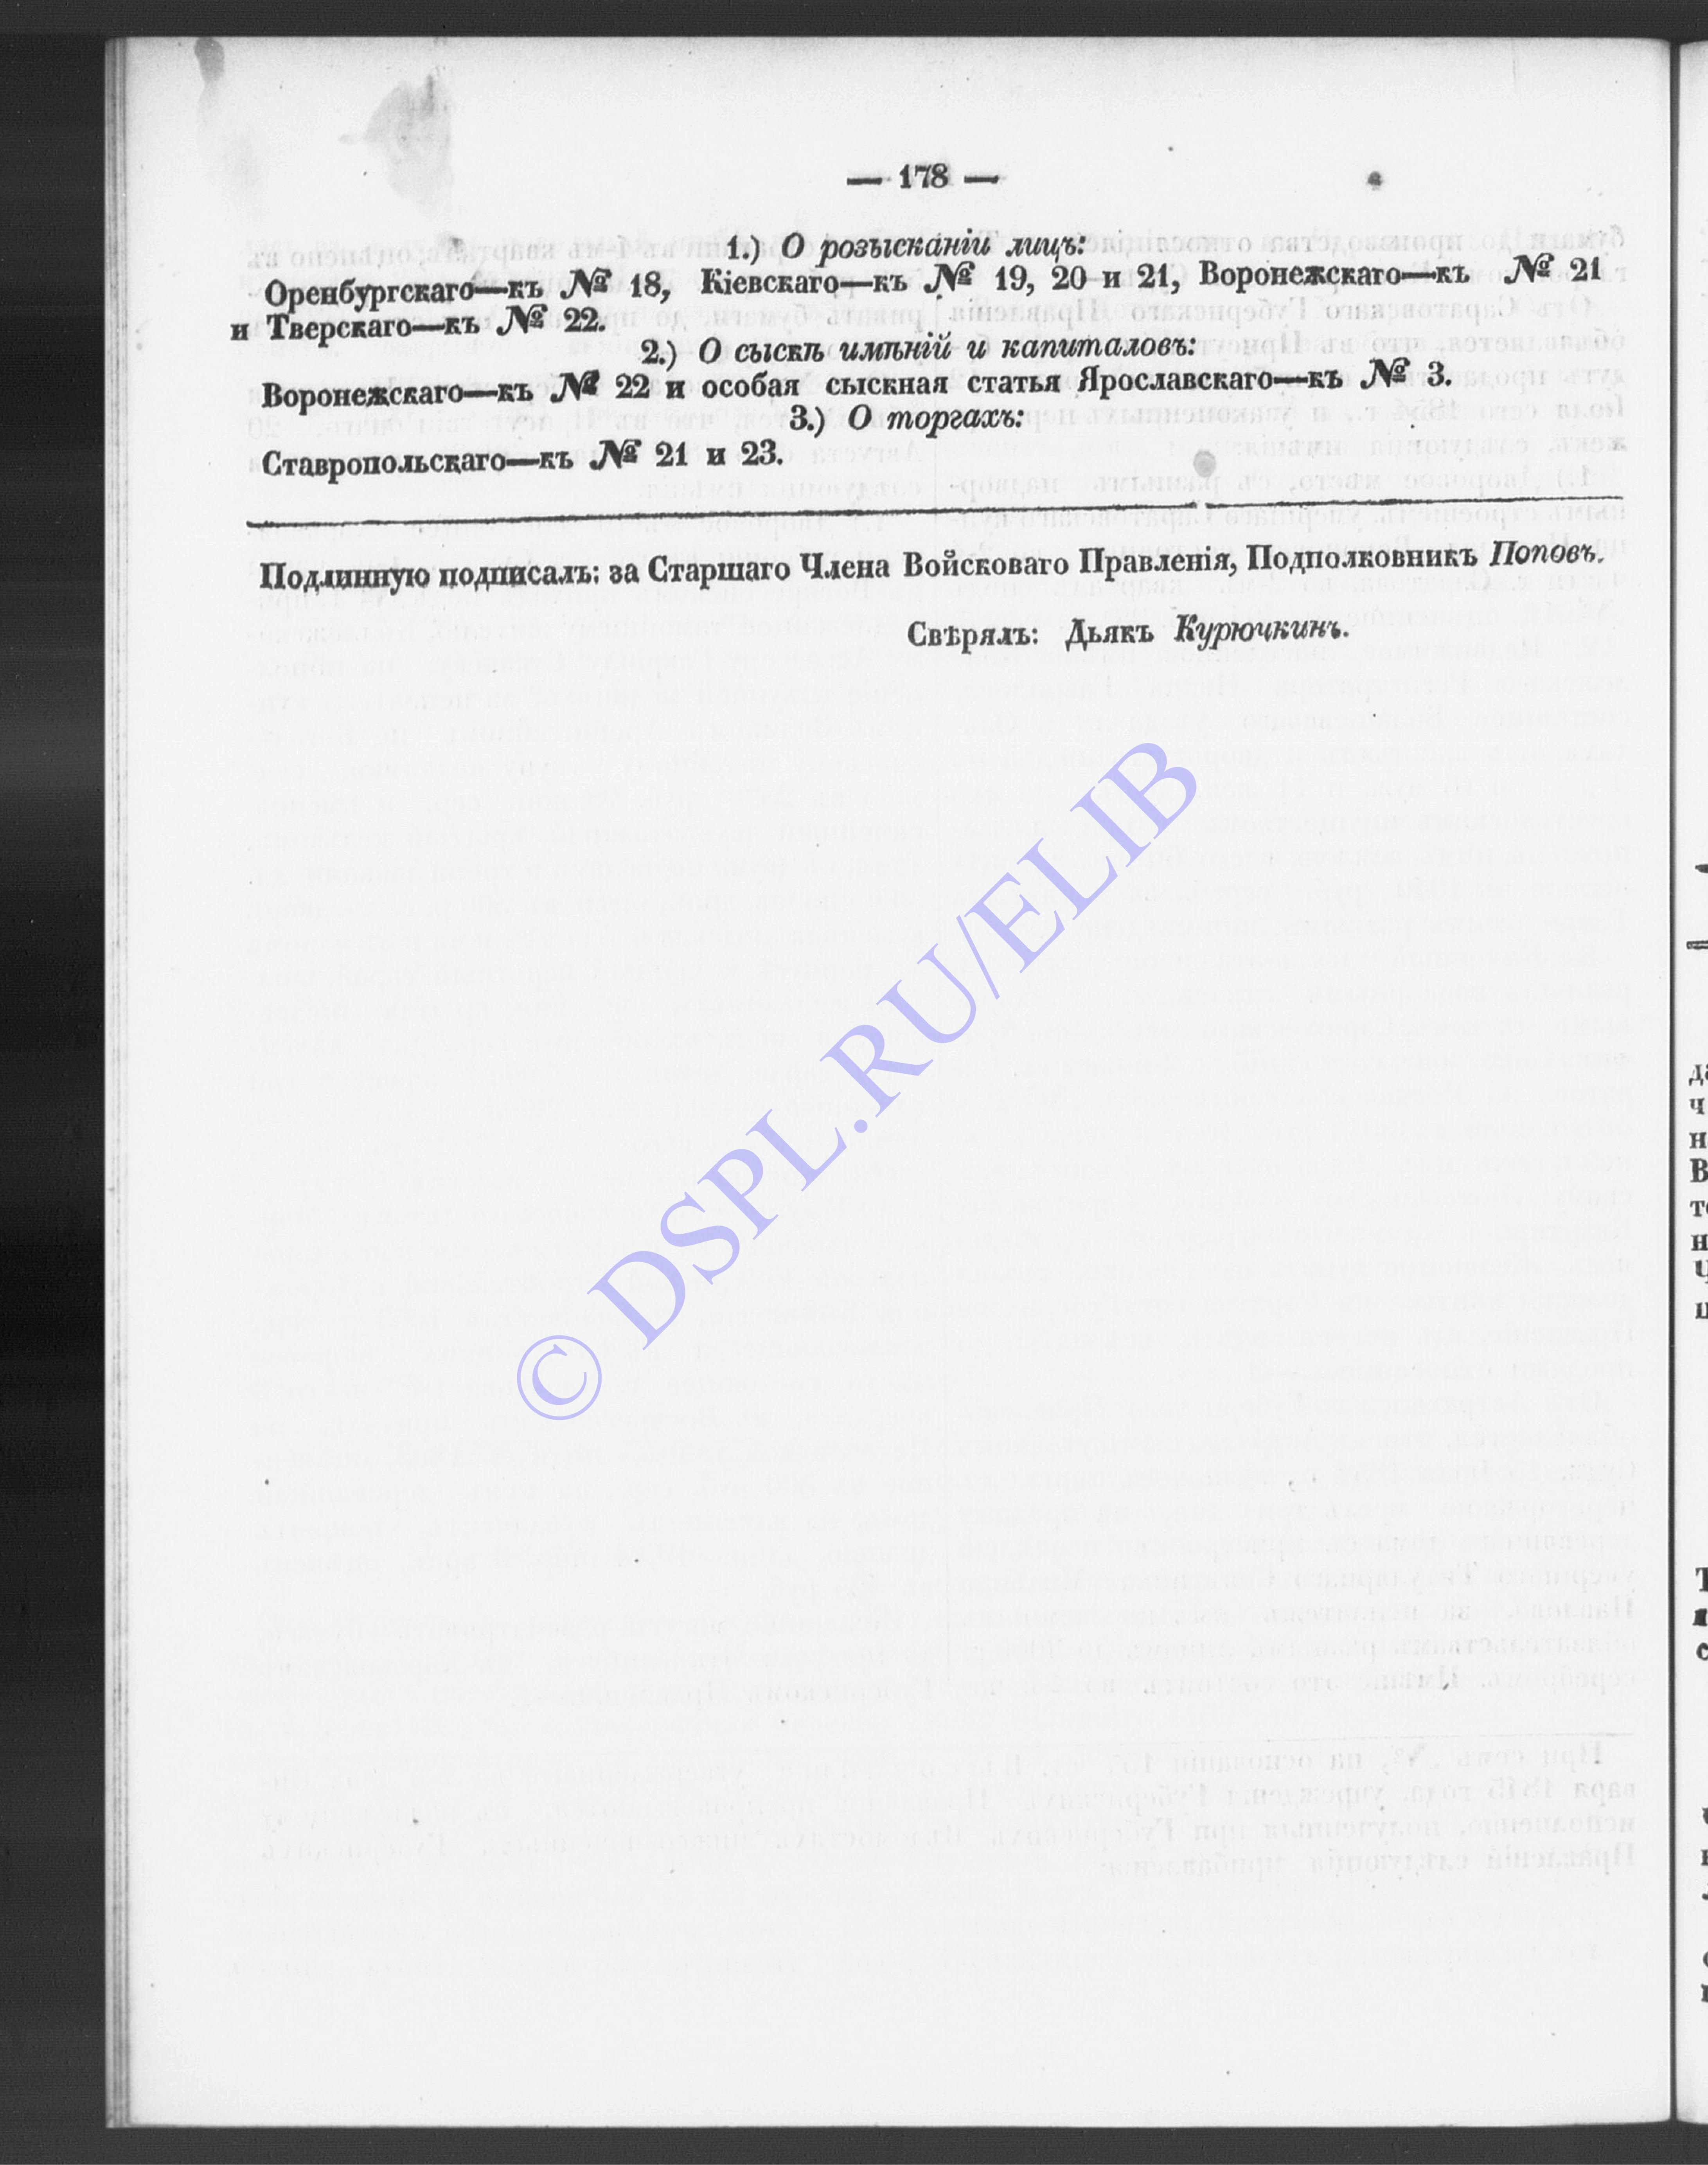 — 178 —
1.) О розысканіи лицъ:
Оренбургскаго—къ № 18, Кіевскаго—къ № 19, 20 и 21, Воронежскаго—къ № 21
и Тверскаго—къ № 22.
2.) О сыскѣ имѣній и капиталовъ:
Воронежскаго—къ № 22 и особая сыскная статья Ярославскаго—къ № 3.
3.) О торгахъ:
Ставропольскаго—къ № 21 и 23.
Подлинную подписалъ: за Старшаго Члена Войсковаго Правленія, Подполковникъ Поповъ.
Свѣрялъ: Дьякъ Курючкинъ.
© DSPL.RU/ELIB